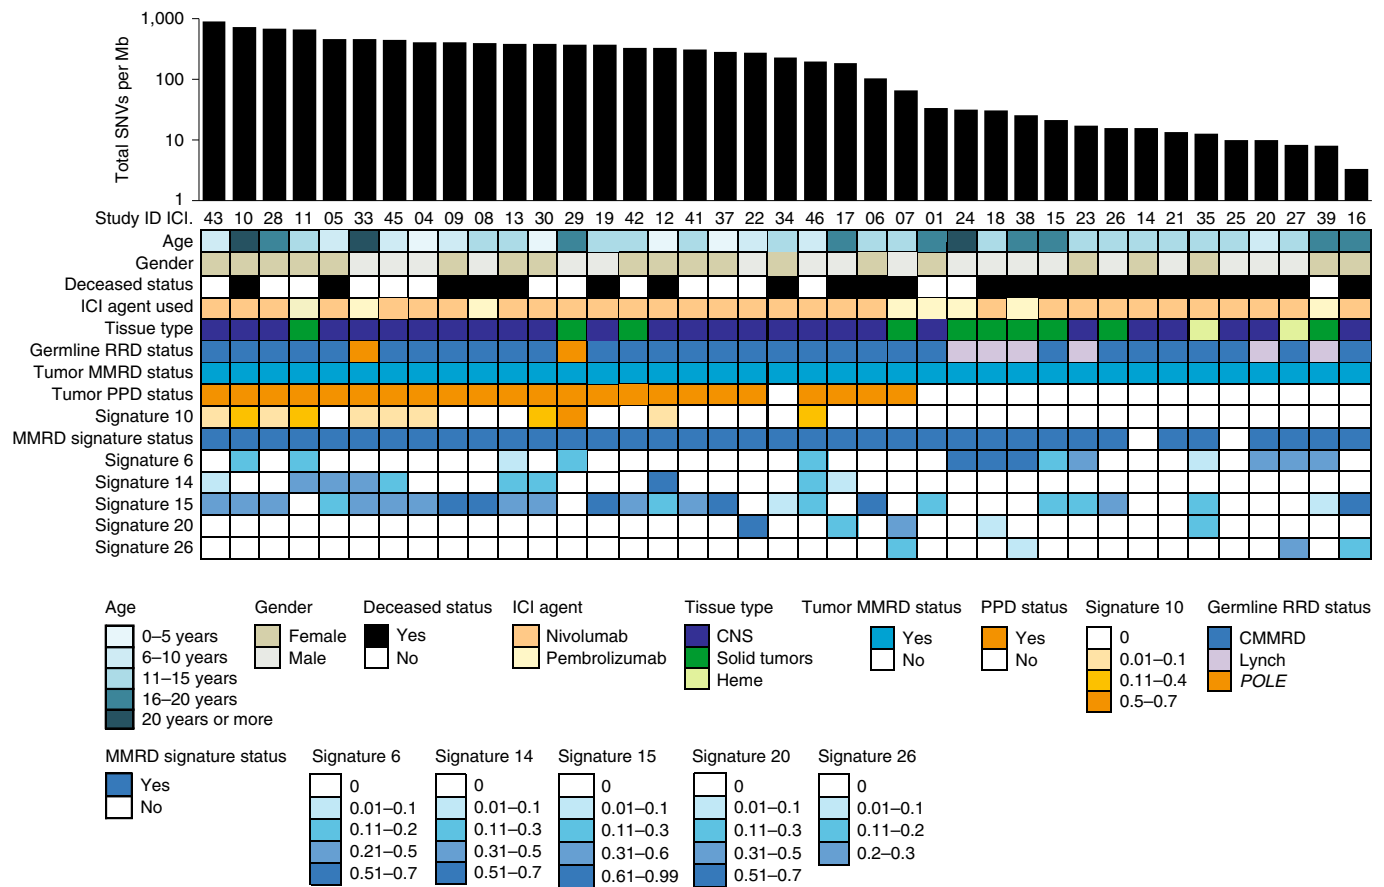 1,000
100
10
1
Total SNVs per Mb
Study ID ICI. 43 10 28 11 05 33 45 04 09 08 13 30 29 19 42 12 41 37 22 34 46 17 06 07 01 24 18 38 15 23 26 14 21 35 25 20 27 39 16
Age
Gender
Deceased status
ICI agent used
Tissue type
Germline RRD status
Tumor MMRD status
Tumor PPD status
Signature 10
MMRD signature status
Signature 6
Signature 14
Signature 15
Signature 20
Signature 26
Age
0–5 years
6–10 years
11–15 years
16–20 years
20 years or more
Gender
Female
Male
Deceased status
Yes
No
ICI agent
Nivolumab
Pembrolizumab
Tissue type
CNS
Solid tumors
Heme
Tumor MMRD status
Yes
No
PPD status
Yes
No
Signature 10
0
0.01–0.1
0.11–0.4
0.5–0.7
Germline RRD status
CMMRD
Lynch
POLE
MMRD signature status
Yes
No
Signature 6
0
0.01–0.1
0.11–0.2
0.21–0.5
0.51–0.7
Signature 14
0
0.01–0.1
0.11–0.3
0.31–0.5
0.51–0.7
Signature 15
0
0.01–0.1
0.11–0.3
0.31–0.6
0.61–0.99
Signature 20
0
0.01–0.1
0.11–0.3
0.31–0.5
0.51–0.7
Signature 26
0
0.01–0.1
0.11–0.2
0.2–0.3